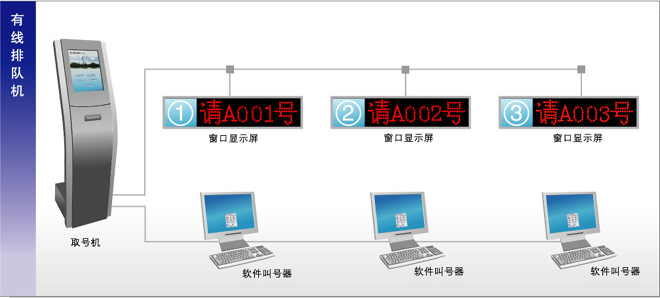 有线排队机
① 请A001号
② 请A002号
③ 请A003号
窗口显示屏
窗口显示屏
窗口显示屏
取号机
软件叫号器
软件叫号器
软件叫号器